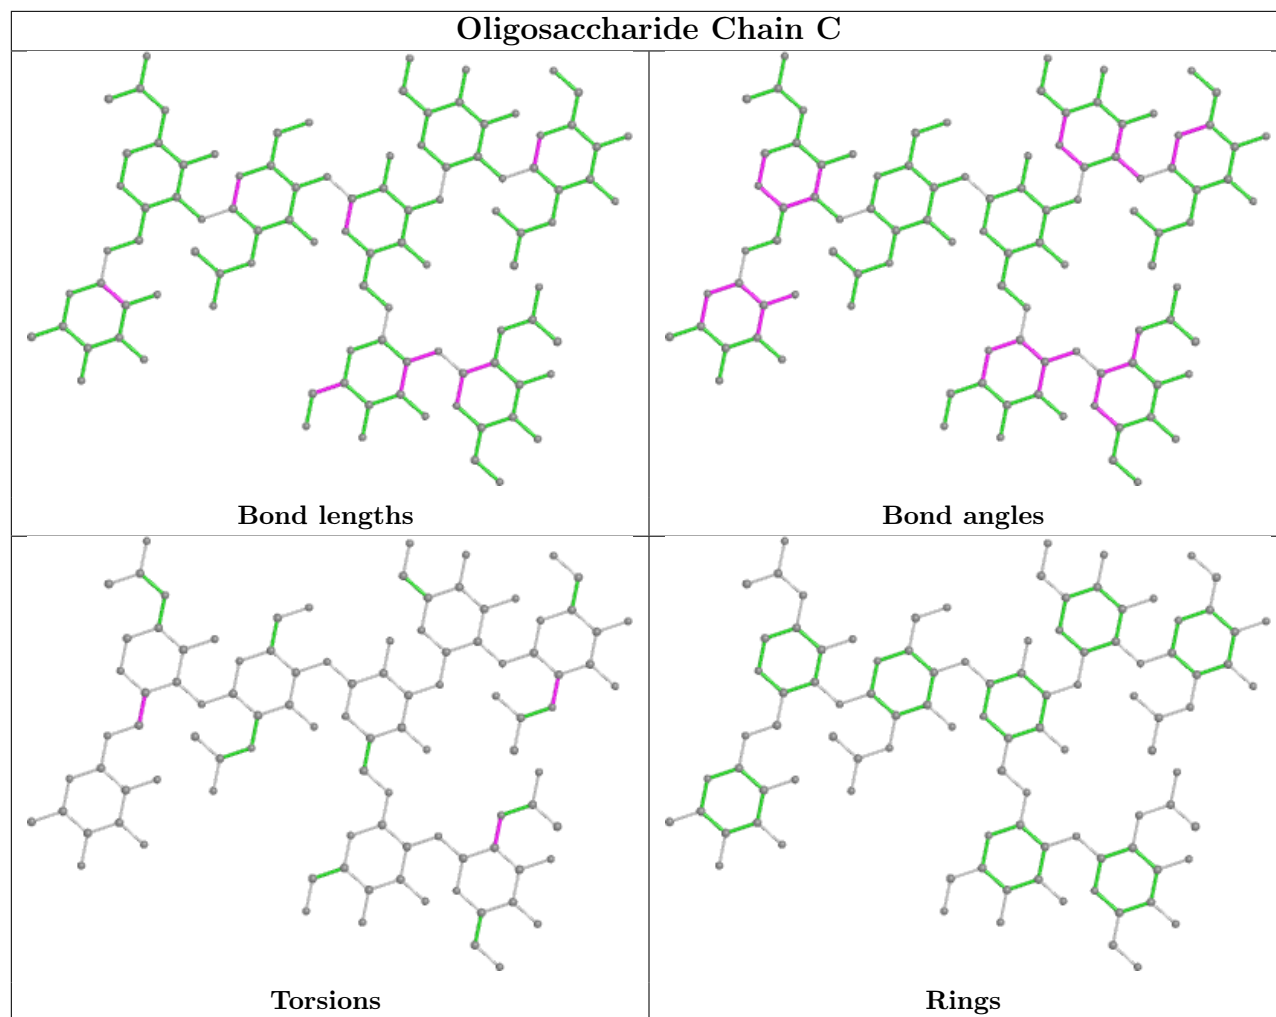 Oligosaccharide Chain C
Bond lengths
Bond angles
Torsions
Rings